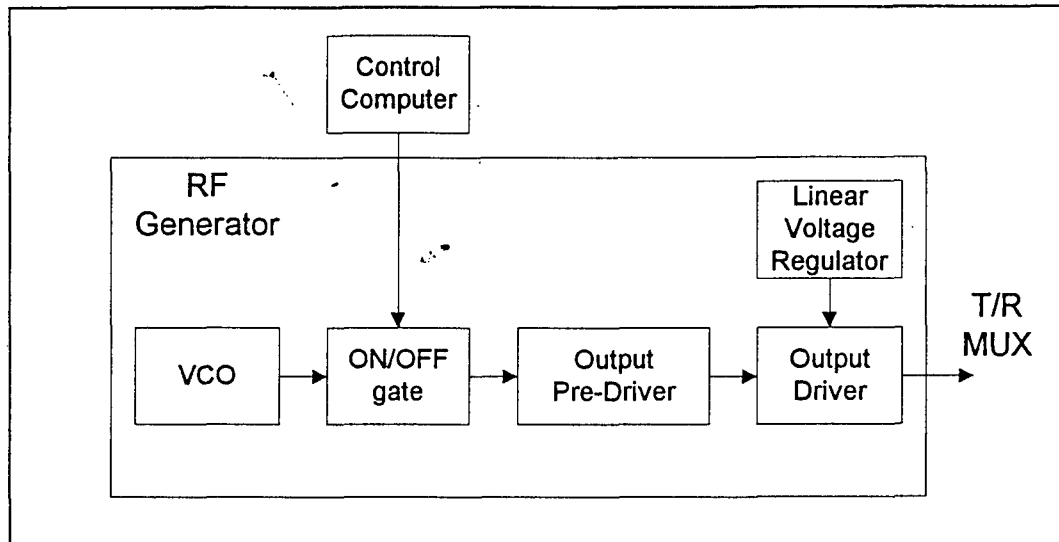 Control
Computer
RF
Generator
Linear
Voltage
Regulator
T/R
MUX
VCO
ON/OFF
gate
Output
Pre-Driver
Output
Driver